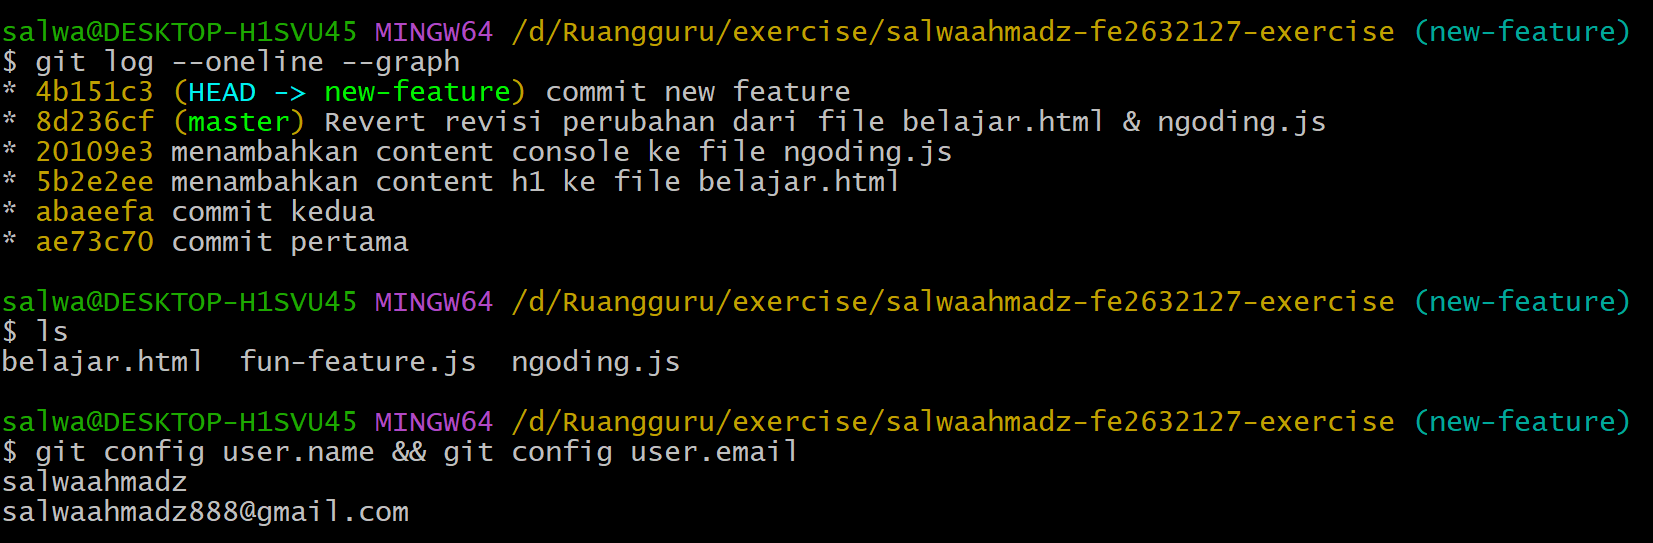 salwa@DESKTOP-H1SVU45 MINGW64 /d/Ruangguru/exercise/salwaahmadz-fe2632127-exercise (new-feature)
$ git log --oneline --graph
* 4b151c3 (HEAD -> new-feature) commit new feature
* 8d236cf (master) Revert revisi perubahan dari file belajar.html & ngoding.js
* 20109e3 menambahkan content console ke file ngoding.js
* 5b2e2ee menambahkan content h1 ke file belajar.html
* abaeefa commit kedua
* ae73c70 commit pertama
salwa@DESKTOP-H1SVU45 MINGW64 /d/Ruangguru/exercise/salwaahmadz-fe2632127-exercise (new-feature)
$ ls
belajar.html  fun-feature.js  ngoding.js
salwa@DESKTOP-H1SVU45 MINGW64 /d/Ruangguru/exercise/salwaahmadz-fe2632127-exercise (new-feature)
$ git config user.name && git config user.email
salwaahmadz
salwaahmadz888@gmail.com